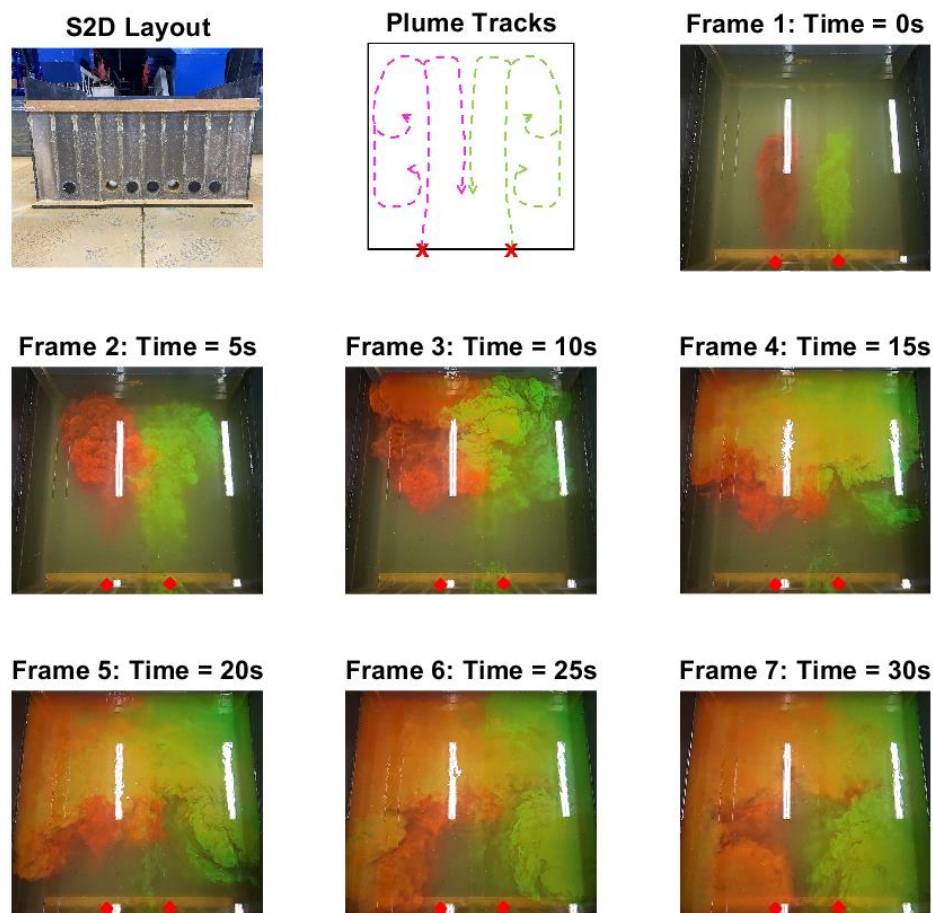 S2D Layout
Plume Tracks
Frame 1: Time = 0s
Frame 2: Time = 5s
Frame 3: Time = 10s
Frame 4: Time = 15s
Frame 5: Time = 20s
Frame 6: Time = 25s
Frame 7: Time = 30s